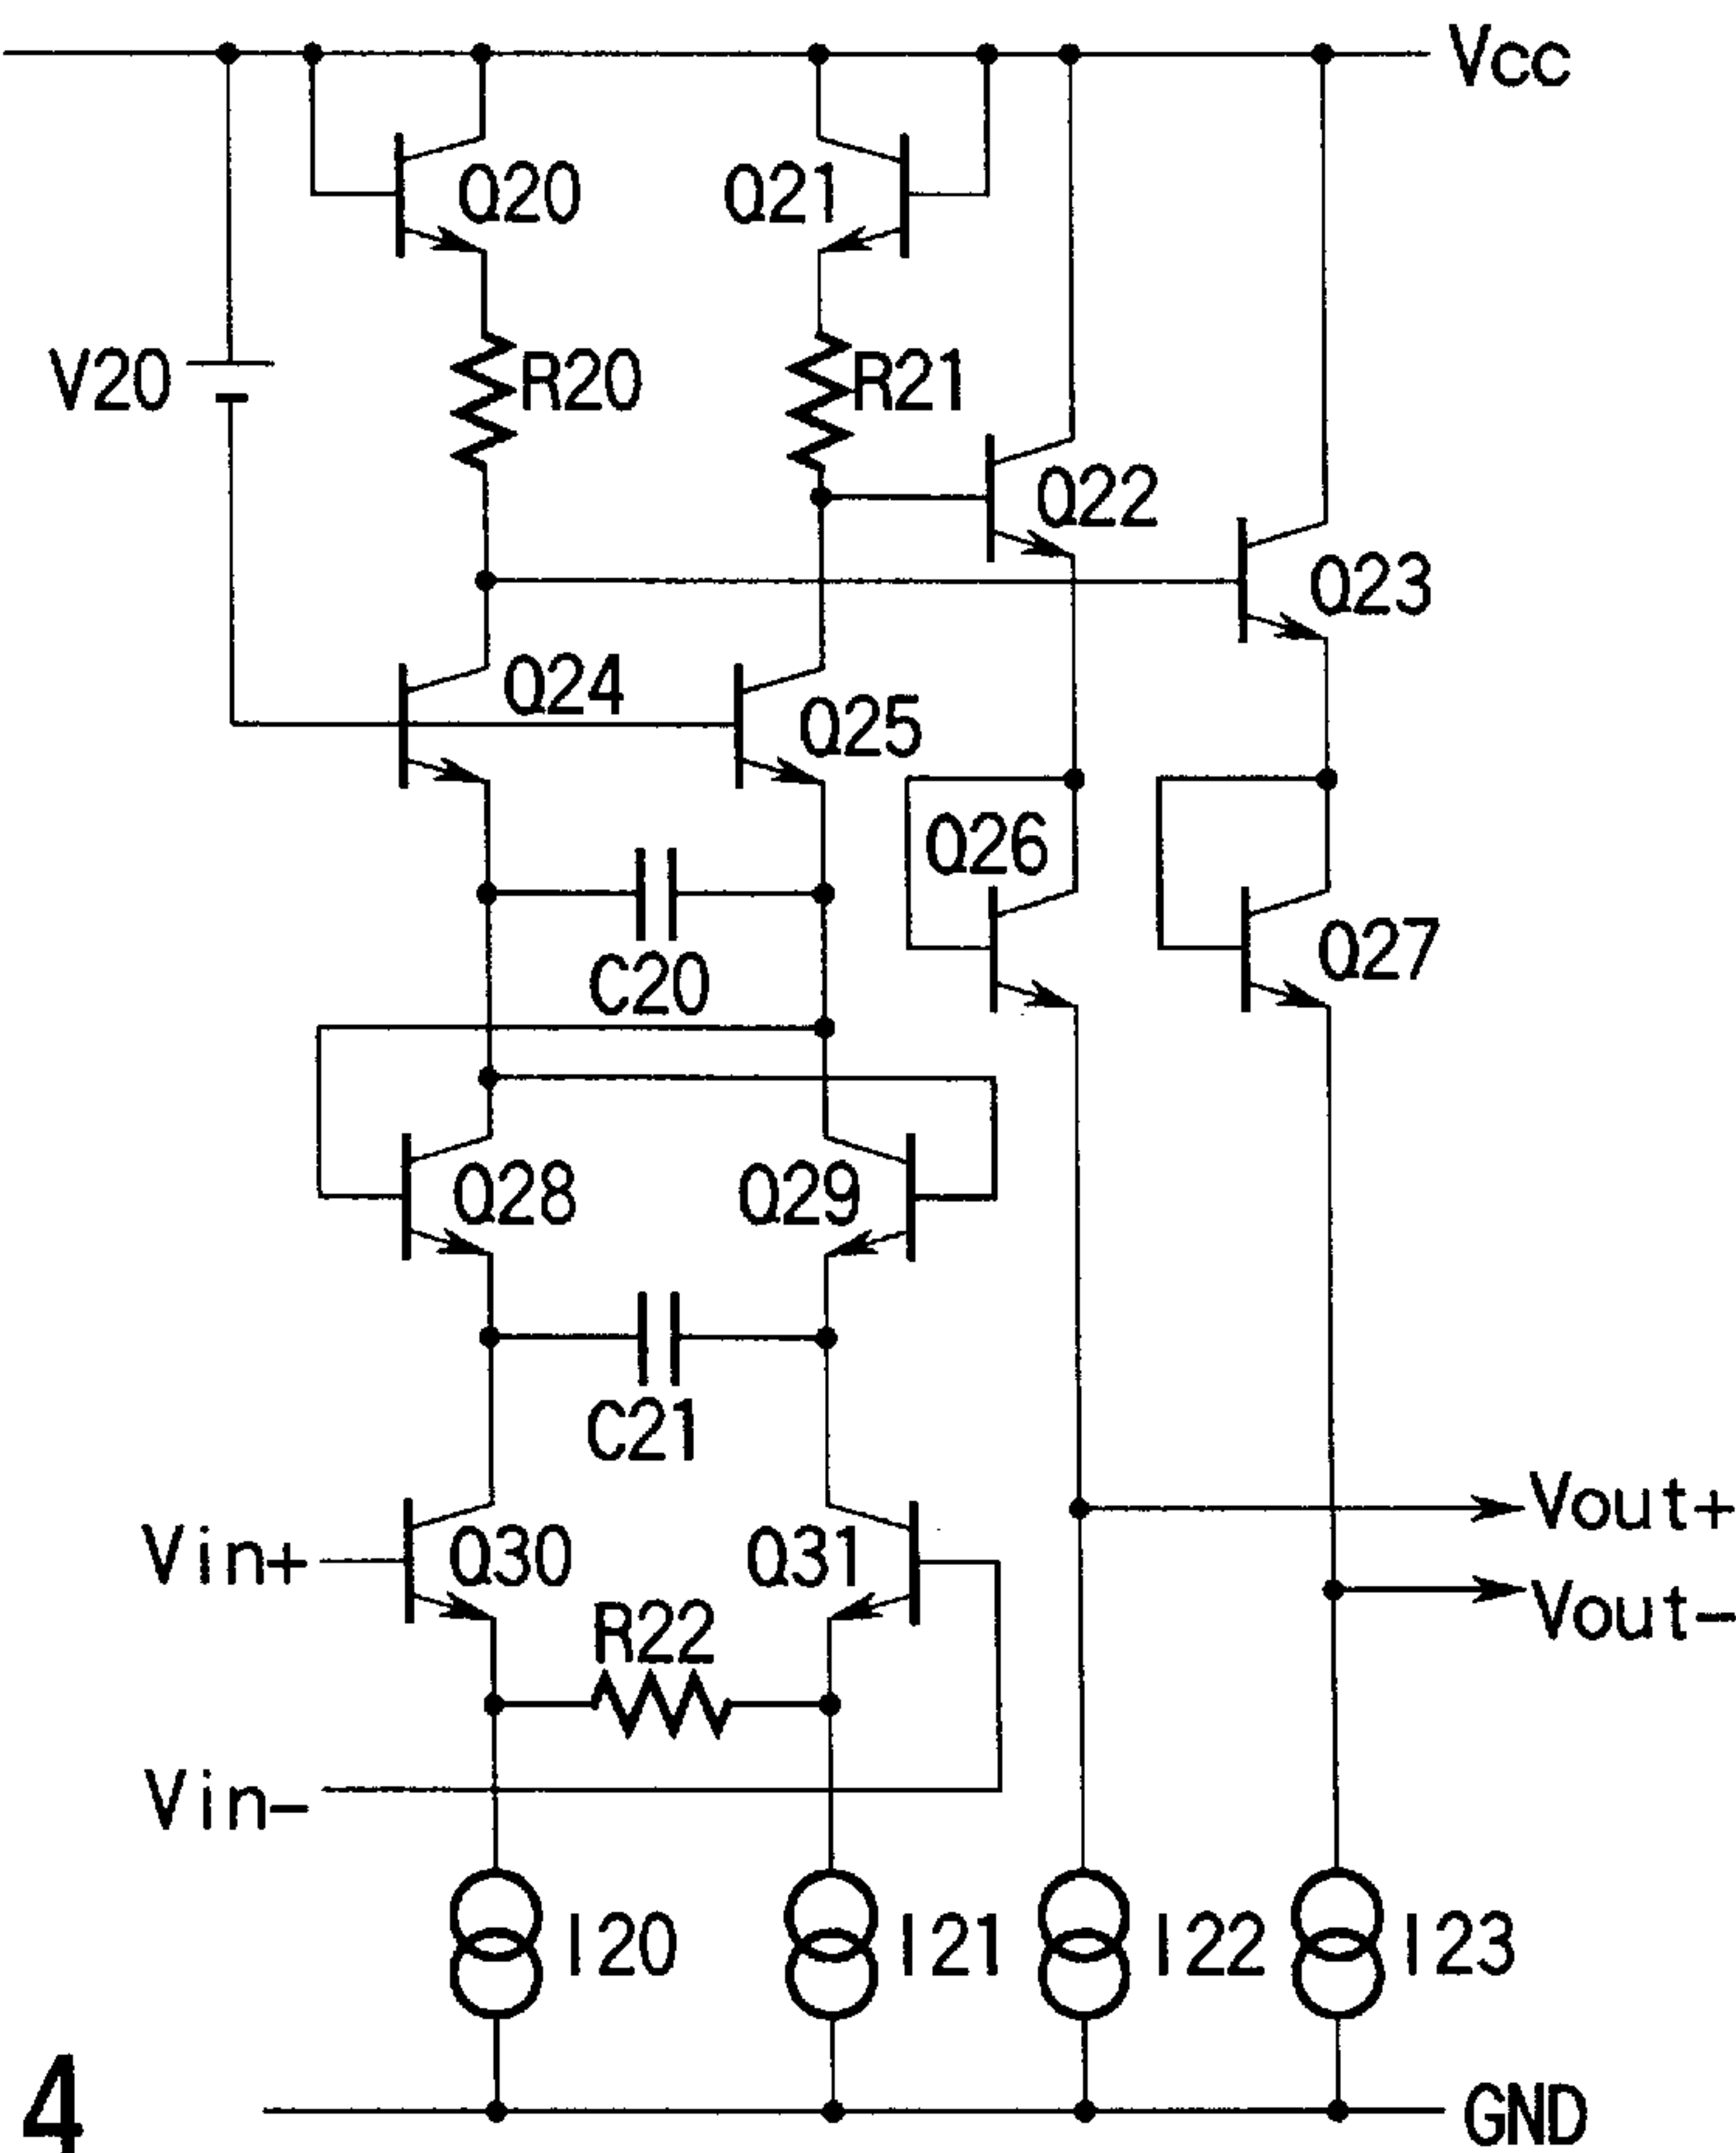 Vcc
Q20
Q21
V20
R20
R21
Q22
Q23
Q24
Q25
Q26
Q27
C20
Q28
Q29
C21
Vin+
Q30
Q31
Vout+
R22
Vout-
Vin-
I20
I21
I22
I23
4
GND